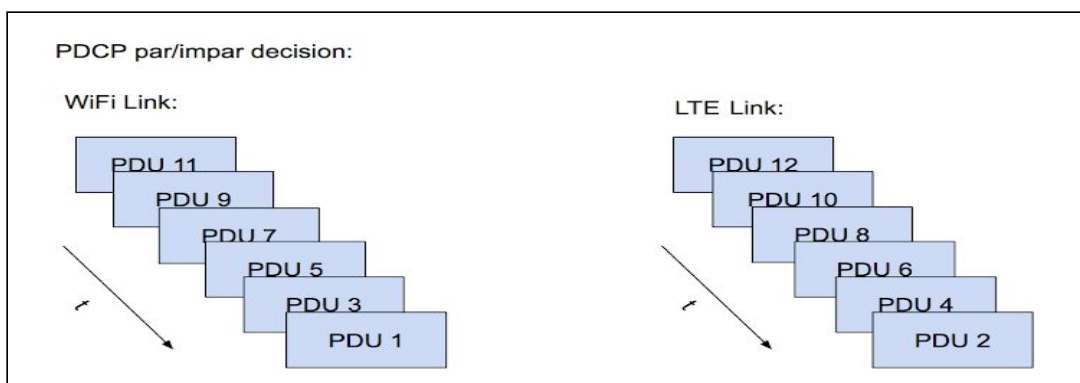 PDCP par/impar decision:
WiFi Link:
PDU 11
PDU 9
PDU 7
PDU 5
PDU 3
PDU 1
t
LTE Link:
PDU 12
PDU 10
PDU 8
PDU 6
PDU 4
PDU 2
t